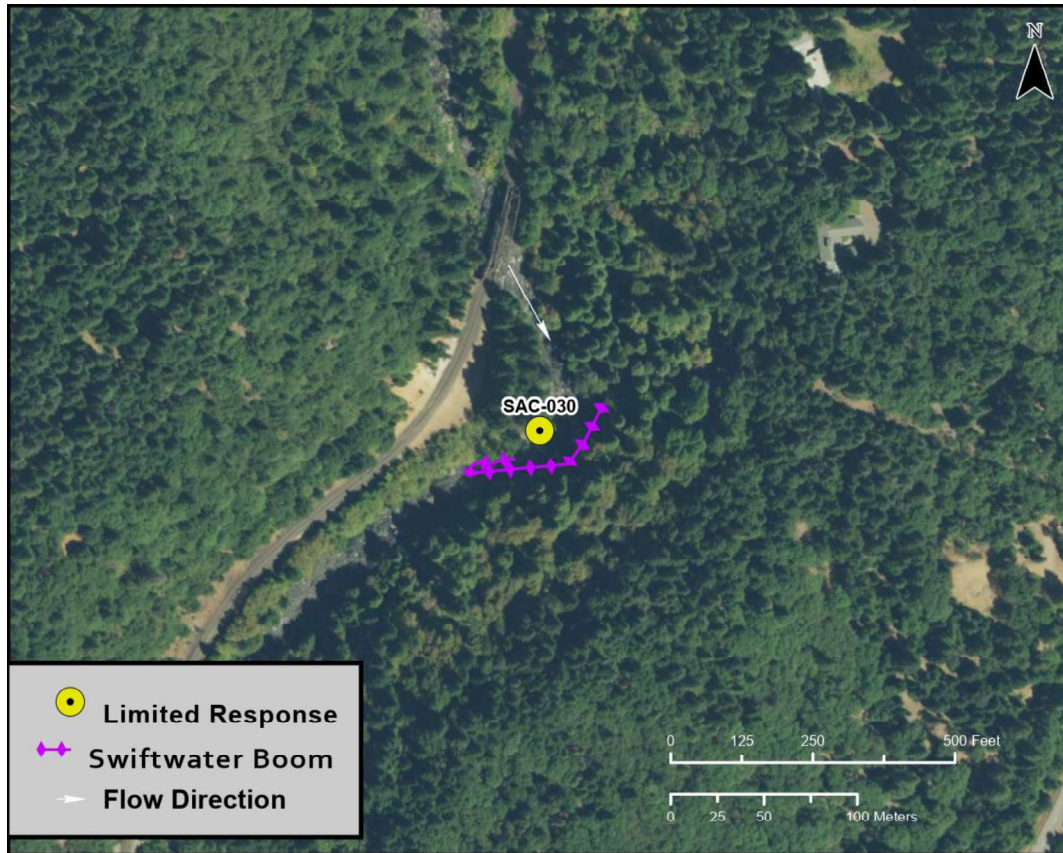 N
SAC-030
Limited Response
Swiftwater Boom
Flow Direction
0 125 250 500 Feet
0 25 50 100 Meters